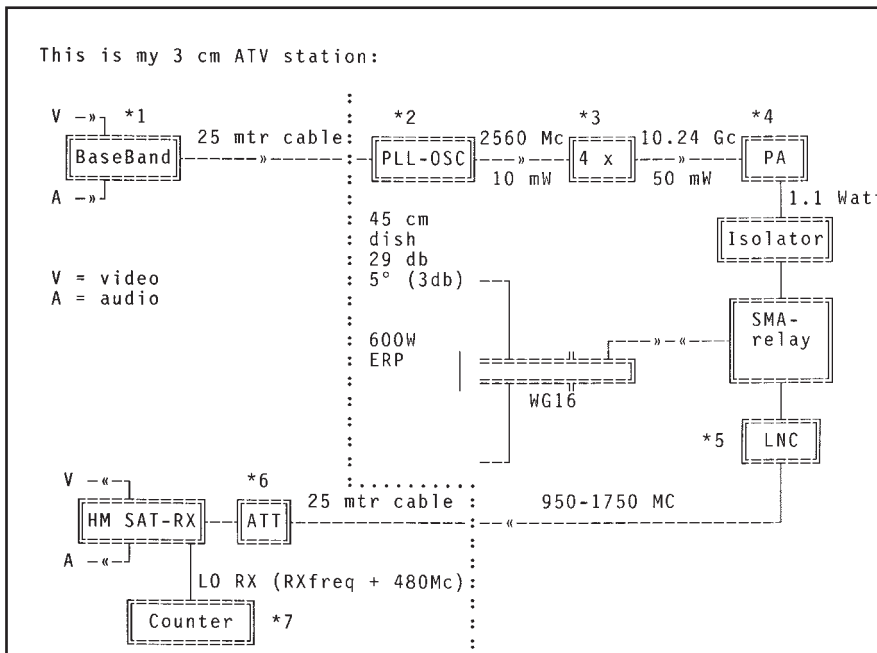 This is my 3 cm ATV station:
V -»- *1 *2 *3 *4
25 mtr cable 2560 Mc 10.24 Gc
BaseBand PLL-OSC 4 x PA
A -»- 10 mW 50 mW
1.1 Wat
45 cm
dish
29 db
5° (3db)
Isolator
V = video
A = audio
SMA-
relay
600W
ERP
WG16
*5 LNC
V -«- *6
25 mtr cable 950-1750 MC
HM SAT-RX ATT
A -«-
LO RX (RXfreq + 480Mc)
Counter *7